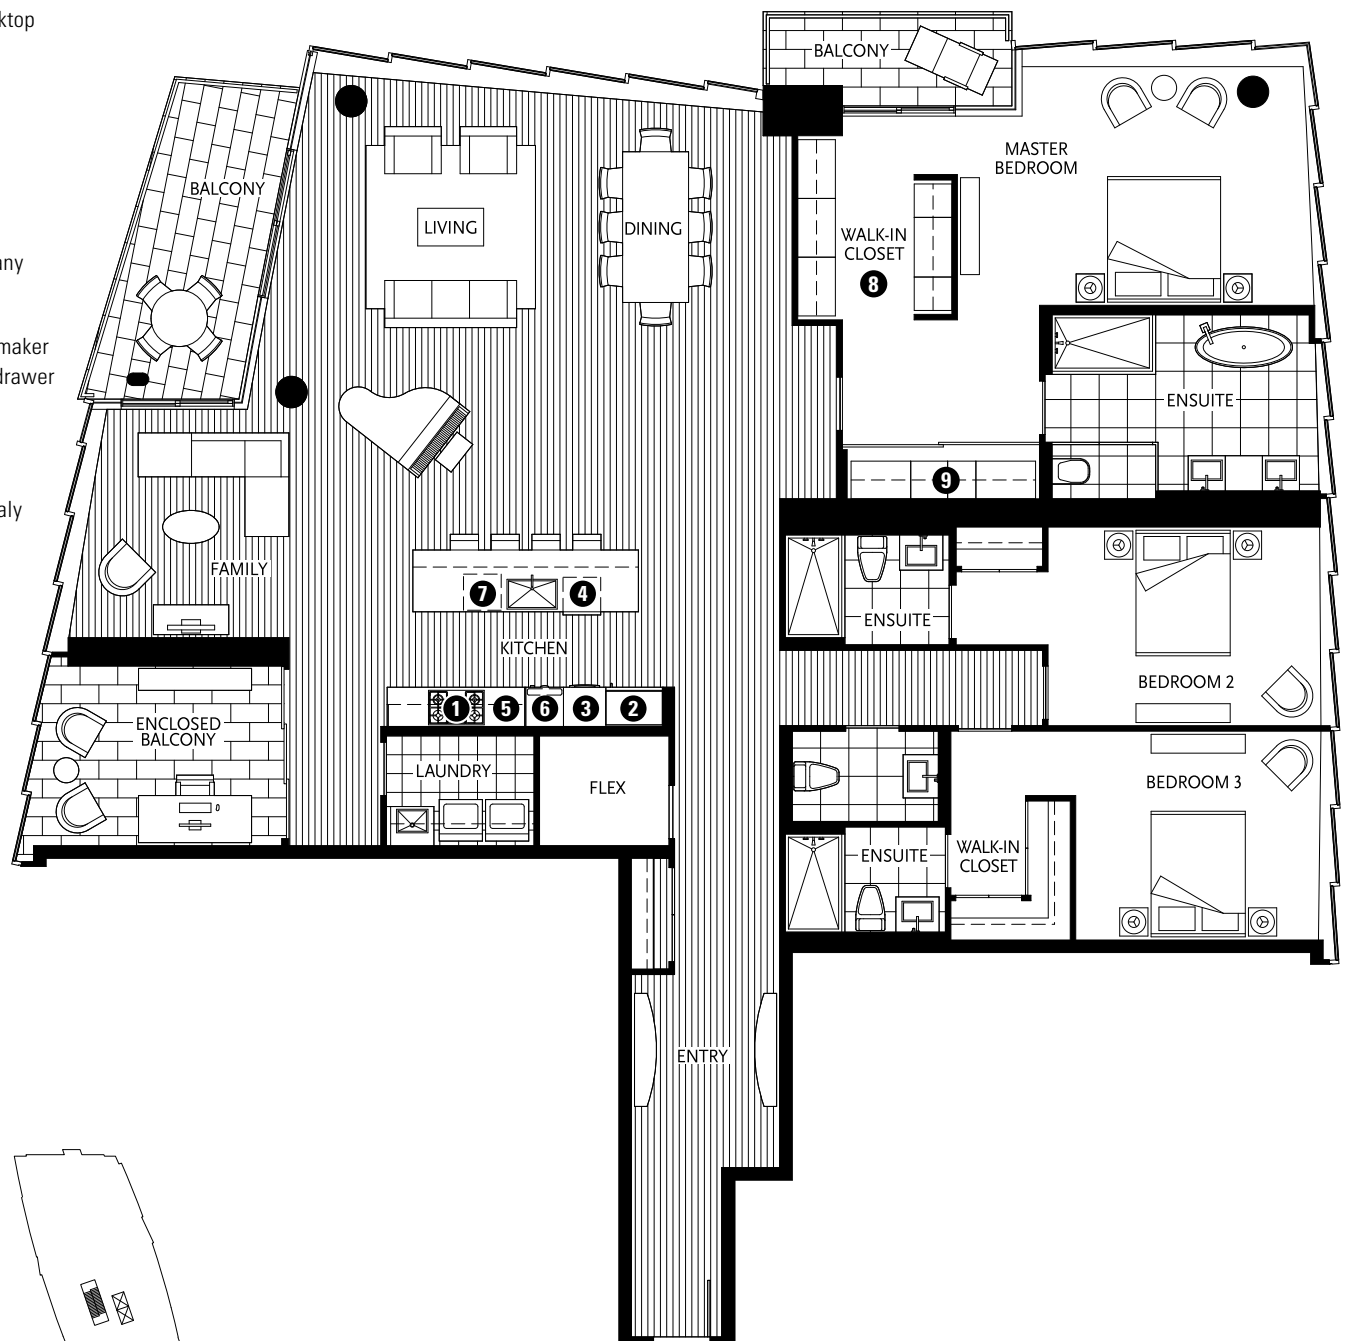 ktop
any
maker
drawer
aly
BALCONY
BALCONY
MASTER
BEDROOM
LIVING
DINING
WALK-IN
CLOSET
8
ENSUITE
9
FAMILY
7
4
KITCHEN
ENSUITE
BEDROOM 2
1
5
6
3
2
ENCLOSED
BALCONY
LAUNDRY
FLEX
BEDROOM 3
ENSUITE
WALK-IN
CLOSET
ENTRY